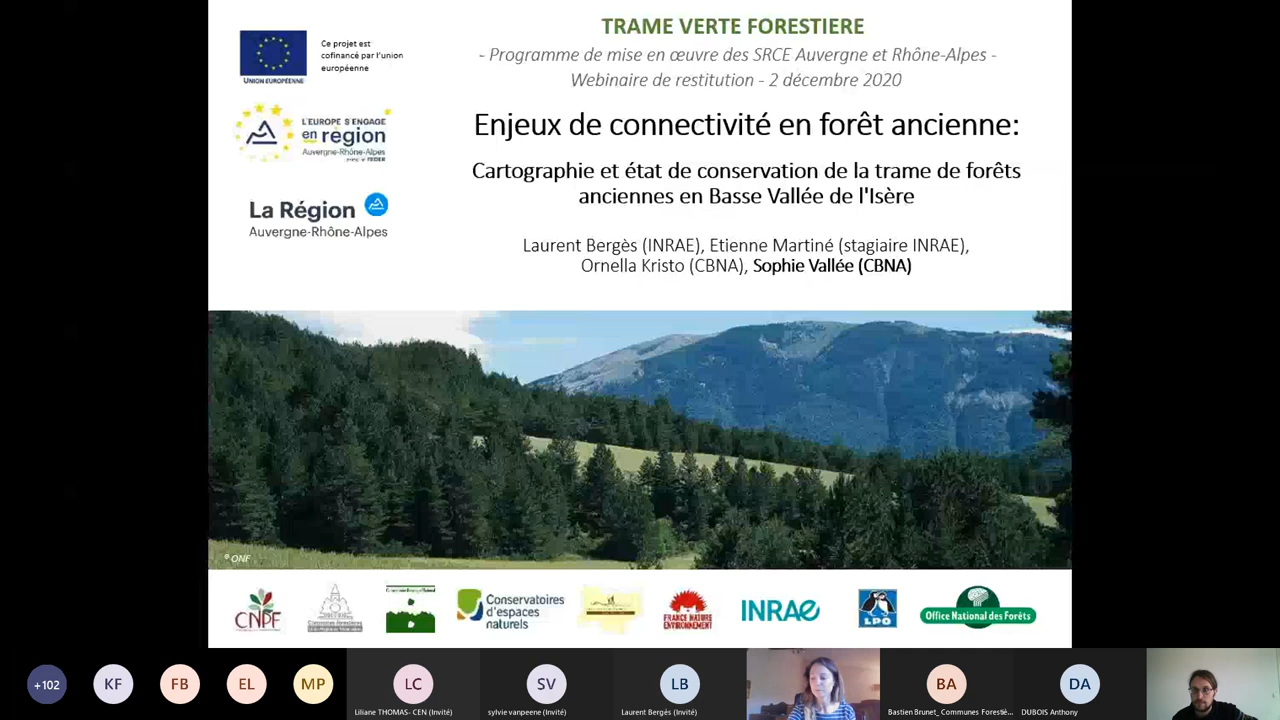 TRAME VERTE FORESTIERE
- Programme de mise en œuvre des SRCE Auvergne et Rhône-Alpes -
Webinaire de restitution - 2 décembre 2020
Ce projet est
cofinancé par l'union
européenne
UNION EUROPÉENNE
L'EUROPE S'ENGAGE
en région
Auvergne-Rhône-Alpes
La Région
Auvergne-Rhône-Alpes
Enjeux de connectivité en forêt ancienne:
Cartographie et état de conservation de la trame de forêts
anciennes en Basse Vallée de l'Isère
Laurent Bergès (INRAE), Etienne Martiné (stagiaire INRAE),
Ornella Kristo (CBNA), Sophie Vallée (CBNA)
® ONF
CNPF
Conservatoires
d'espaces
naturels
FRANCE NATURE
ENVIRONNEMENT
INRAE
LPO
Office National des Forêts
+102
KF
FB
EL
MP
LC
Liliane THOMAS- CEN (Invité)
SV
sylvie vanpeene (Invité)
LB
Laurent Bergès (Invité)
BA
Bastien Brunet_ Communes Foresti...
DA
DUBOIS Anthony